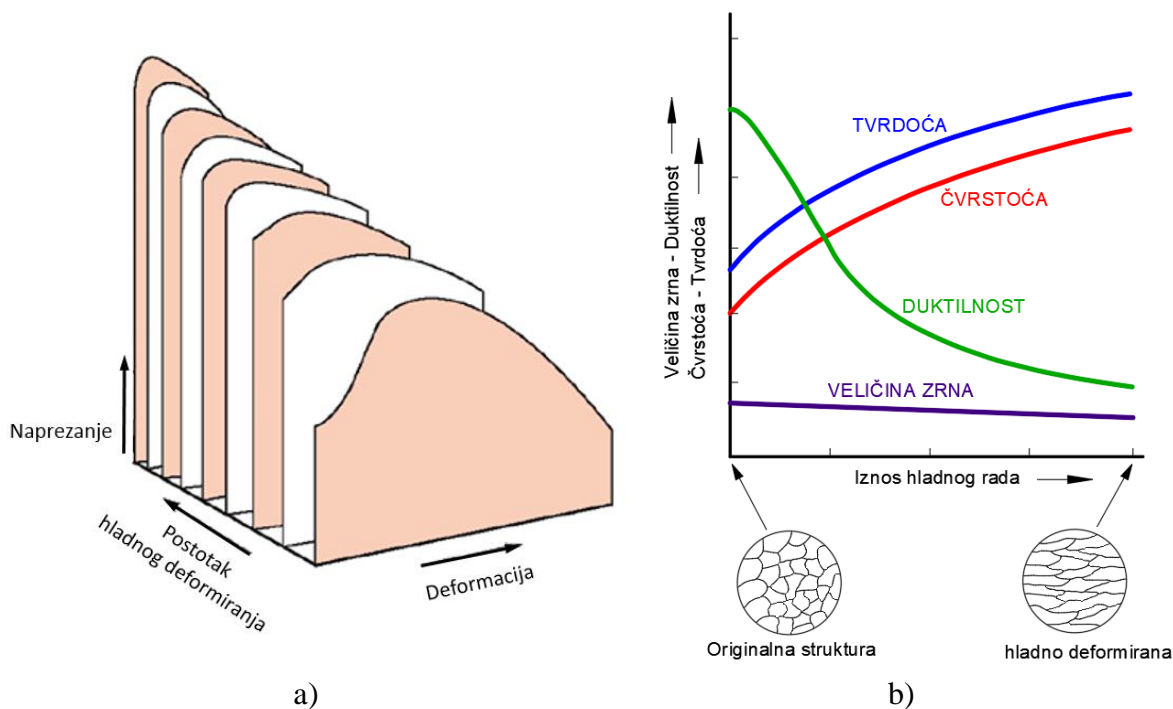 Naprezanje
Postotak
hladnog deformiranja
Deformacija
a)
Veličina zrna - Duktilnost
Čvrstoća - Tvrdoća
TVRDOĆA
ČVRSTOĆA
DUKTILNOST
VELIČINA ZRNA
Iznos hladnog rada
Originalna struktura
hladno deformirana
b)